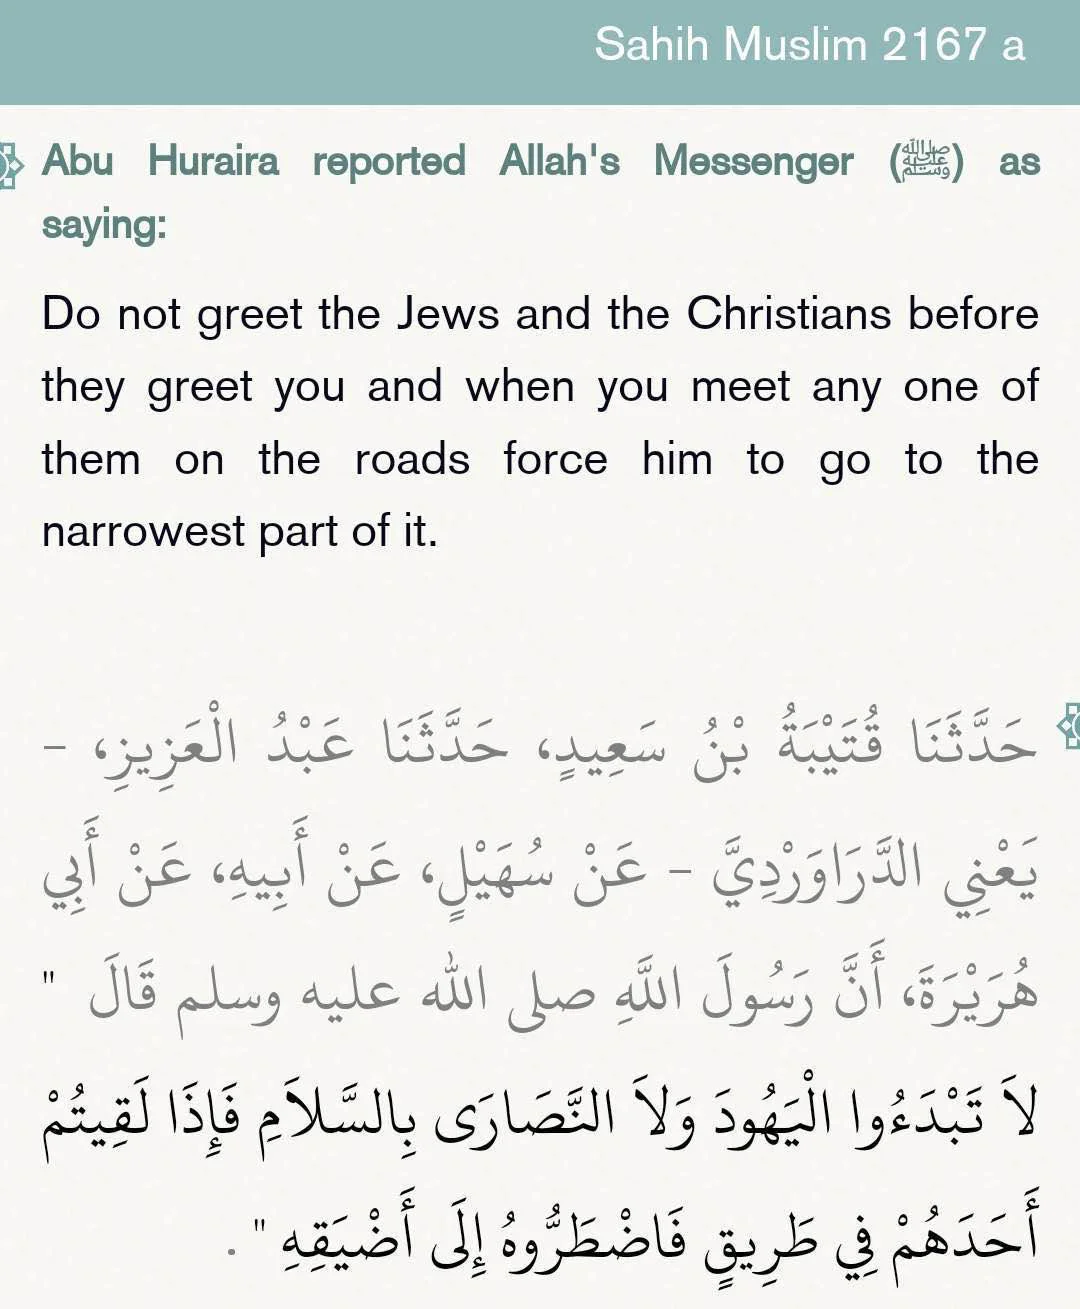 Sahih Muslim 2167 a
Abu Huraira reported Allah's Messenger (ﷺ) as
saying:
Do not greet the Jews and the Christians before
they greet you and when you meet any one of
them on the roads force him to go to the
narrowest part of it.
حَدَّثَنَا قُتَيْبَةُ بْنُ سَعِيدٍ، حَدَّثَنَا عَبْدُ الْعَزِيزِ، -
يَعْنِي الدَّرَاوَرْدِيَّ - عَنْ سُهَيْلٍ، عَنْ أَبِيهِ، عَنْ أَبِي
هُرَيْرَةَ، أَنَّ رَسُولَ اللَّهِ صلى الله عليه وسلم قَالَ ‏"‏
لاَ تَبْدَءُوا الْيَهُودَ وَلاَ النَّصَارَى بِالسَّلاَمِ فَإِذَا لَقِيتُمْ
أَحَدَهُمْ فِي طَرِيقٍ فَاضْطَرُّوهُ إِلَى أَضْيَقِهِ ‏"‏ ‏.‏